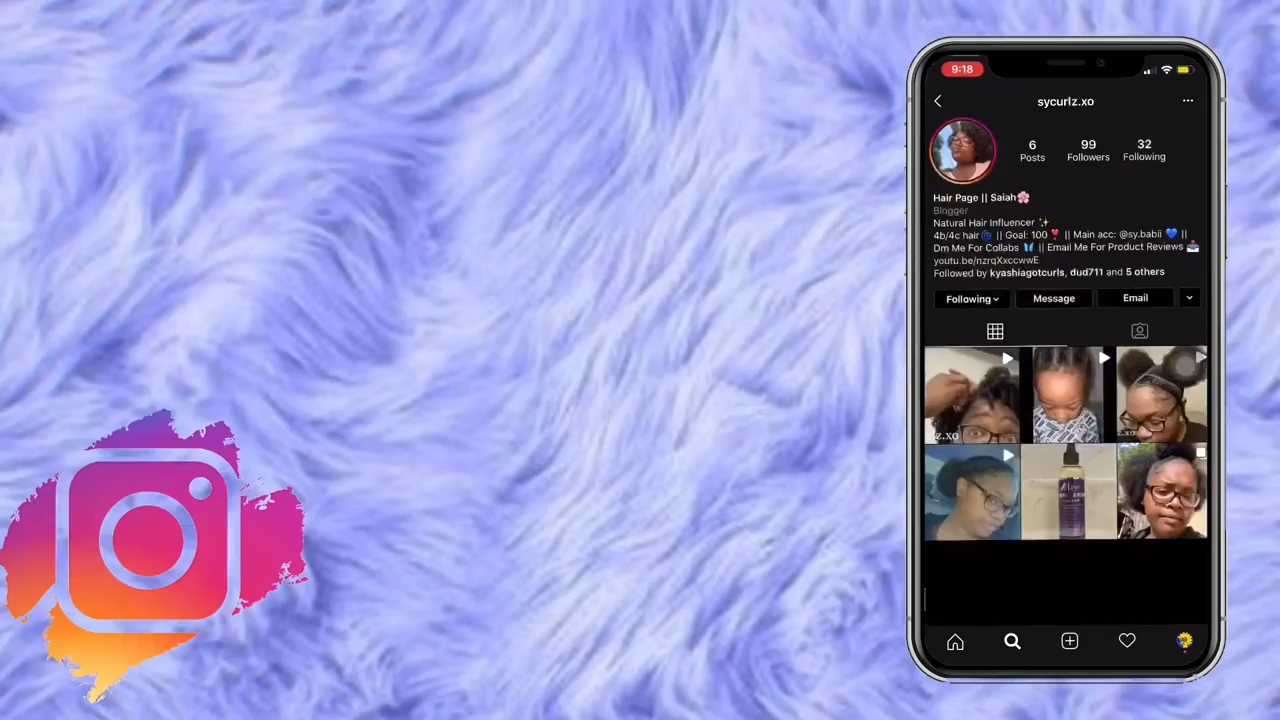 9:18
sycurlz.xo
6 99 32
Posts Followers Following
Hair Page || Saiah🌸
Blogger
Natural Hair Influencer ✨
4b/4c hair🫐 || Goal: 100❣️ || Main acc: @sy.babii 💙 ||
Dm Me For Collabs 🦋 || Email Me For Product Reviews 📩
youtu.be/nzrqXxccwwE
Followed by kyashiagotcurls, dud711 and 5 others
Following Message Email
z.xo z.xo